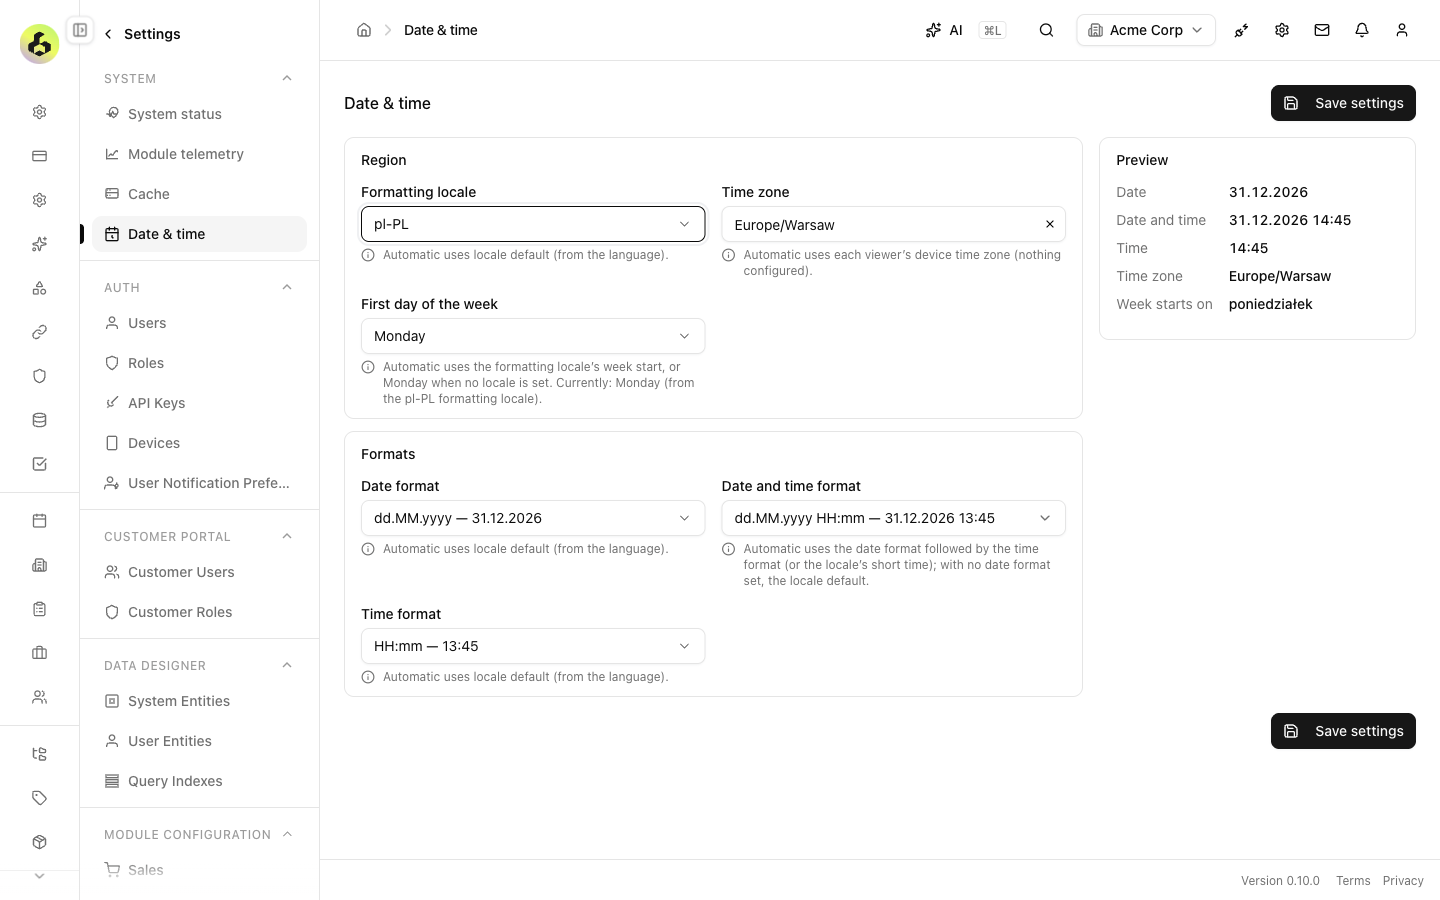 Settings
SYSTEM
System status
Module telemetry
Cache
Date & time
AUTH
Users
Roles
API Keys
Devices
User Notification Prefe...
CUSTOMER PORTAL
Customer Users
Customer Roles
DATA DESIGNER
System Entities
User Entities
Query Indexes
MODULE CONFIGURATION
Sales
Date & time
AI ⌘L
Acme Corp
Date & time
Save settings
Region
Formatting locale
pl-PL
Automatic uses locale default (from the language).
Time zone
Europe/Warsaw
Automatic uses each viewer's device time zone (nothing
configured).
First day of the week
Monday
Automatic uses the formatting locale's week start, or
Monday when no locale is set. Currently: Monday (from
the pl-PL formatting locale).
Formats
Date format
dd.MM.yyyy — 31.12.2026
Automatic uses locale default (from the language).
Date and time format
dd.MM.yyyy HH:mm — 31.12.2026 13:45
Automatic uses the date format followed by the time
format (or the locale's short time); with no date format
set, the locale default.
Time format
HH:mm — 13:45
Automatic uses locale default (from the language).
Preview
Date 31.12.2026
Date and time 31.12.2026 14:45
Time 14:45
Time zone Europe/Warsaw
Week starts on poniedziałek
Save settings
Version 0.10.0 Terms Privacy